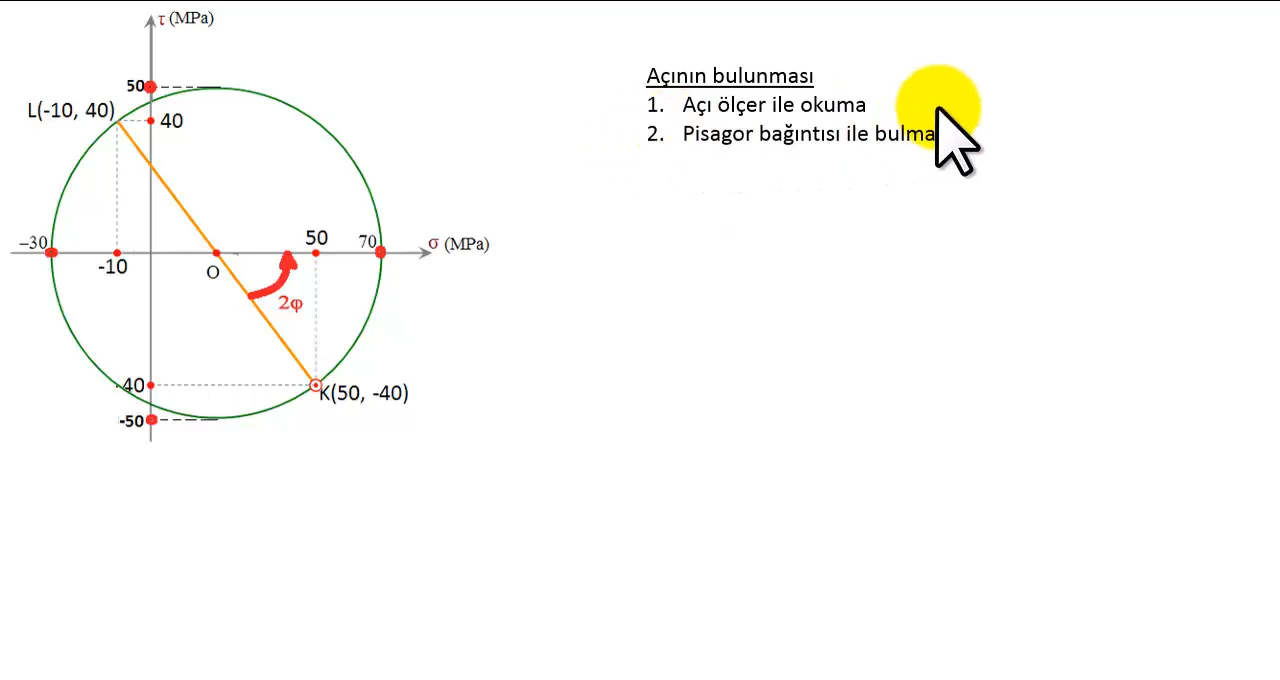 τ (MPa)
50
L(-10, 40)
40
–30
50
70
σ (MPa)
-10
O
2φ
-40
K(50, -40)
-50
Açının bulunması
1. Açı ölçer ile okuma
2. Pisagor bağıntısı ile bulma